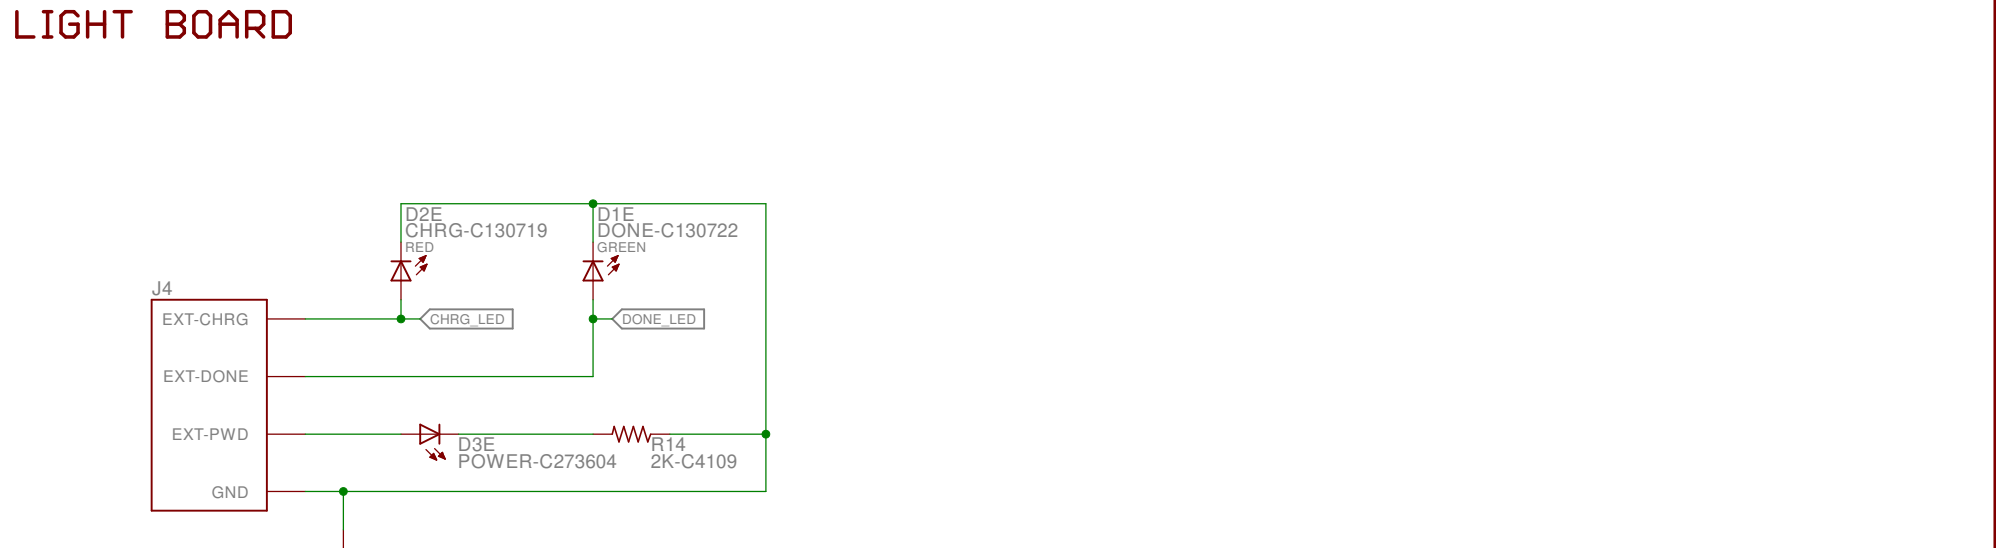 LIGHT BOARD
D2E
CHRG-C130719
RED
D1E
DONE-C130722
GREEN
J4
EXT-CHRG
CHRG_LED
DONE_LED
EXT-DONE
EXT-PWD
D3E
POWER-C273604
R14
2K-C4109
GND